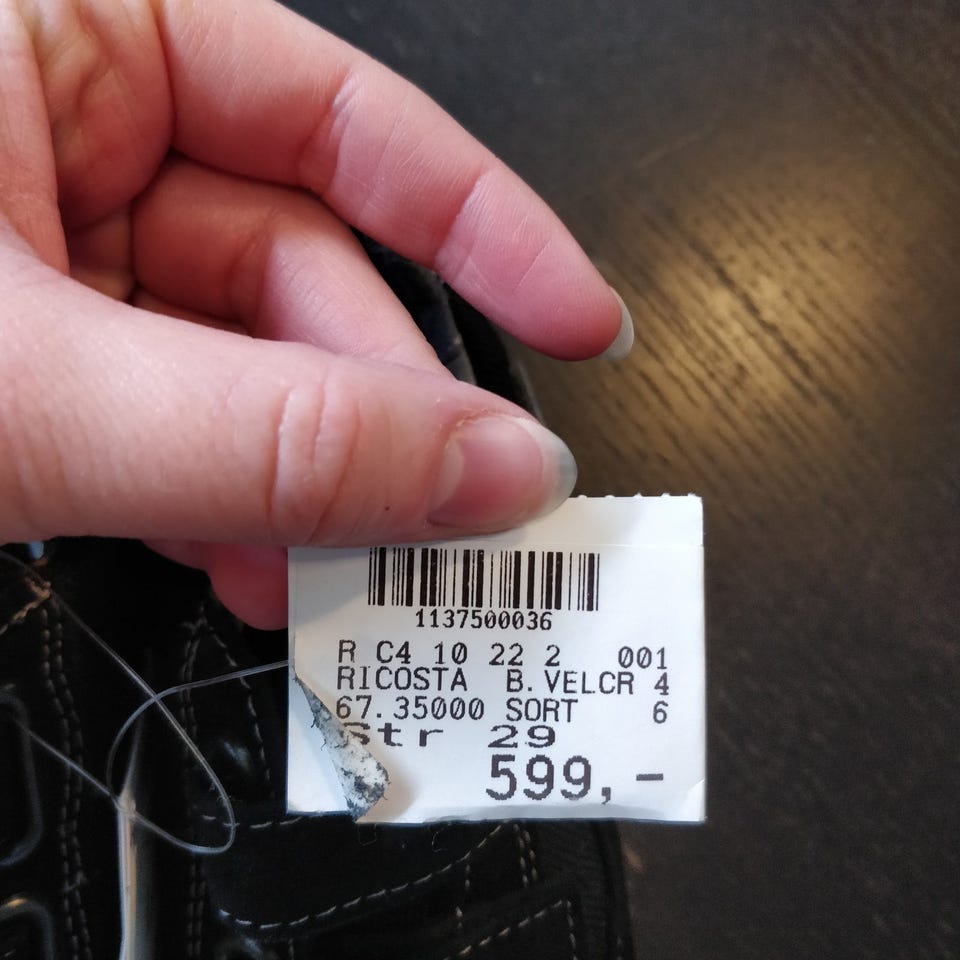 1137500036
R C4 10 22 2 001
RICOSTA B.VELCR 4
67.35000 SORT 6
Str 29
599,-